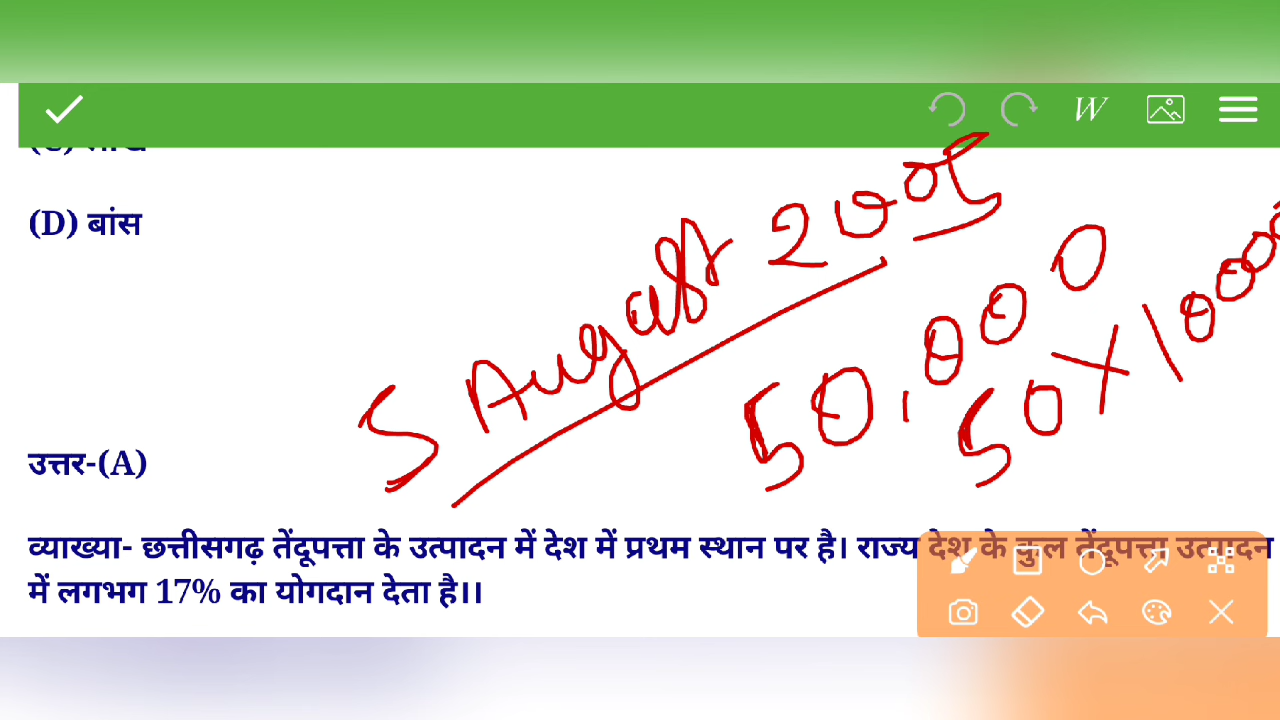 (D) बांस
5 August 2005
50,000
50 X 10000
उत्तर-(A)
व्याख्या- छत्तीसगढ़ तेंदूपत्ता के उत्पादन में देश में प्रथम स्थान पर है। राज्य देश के कुल तेंदूपत्ता उत्पादन
में लगभग 17% का योगदान देता है।।